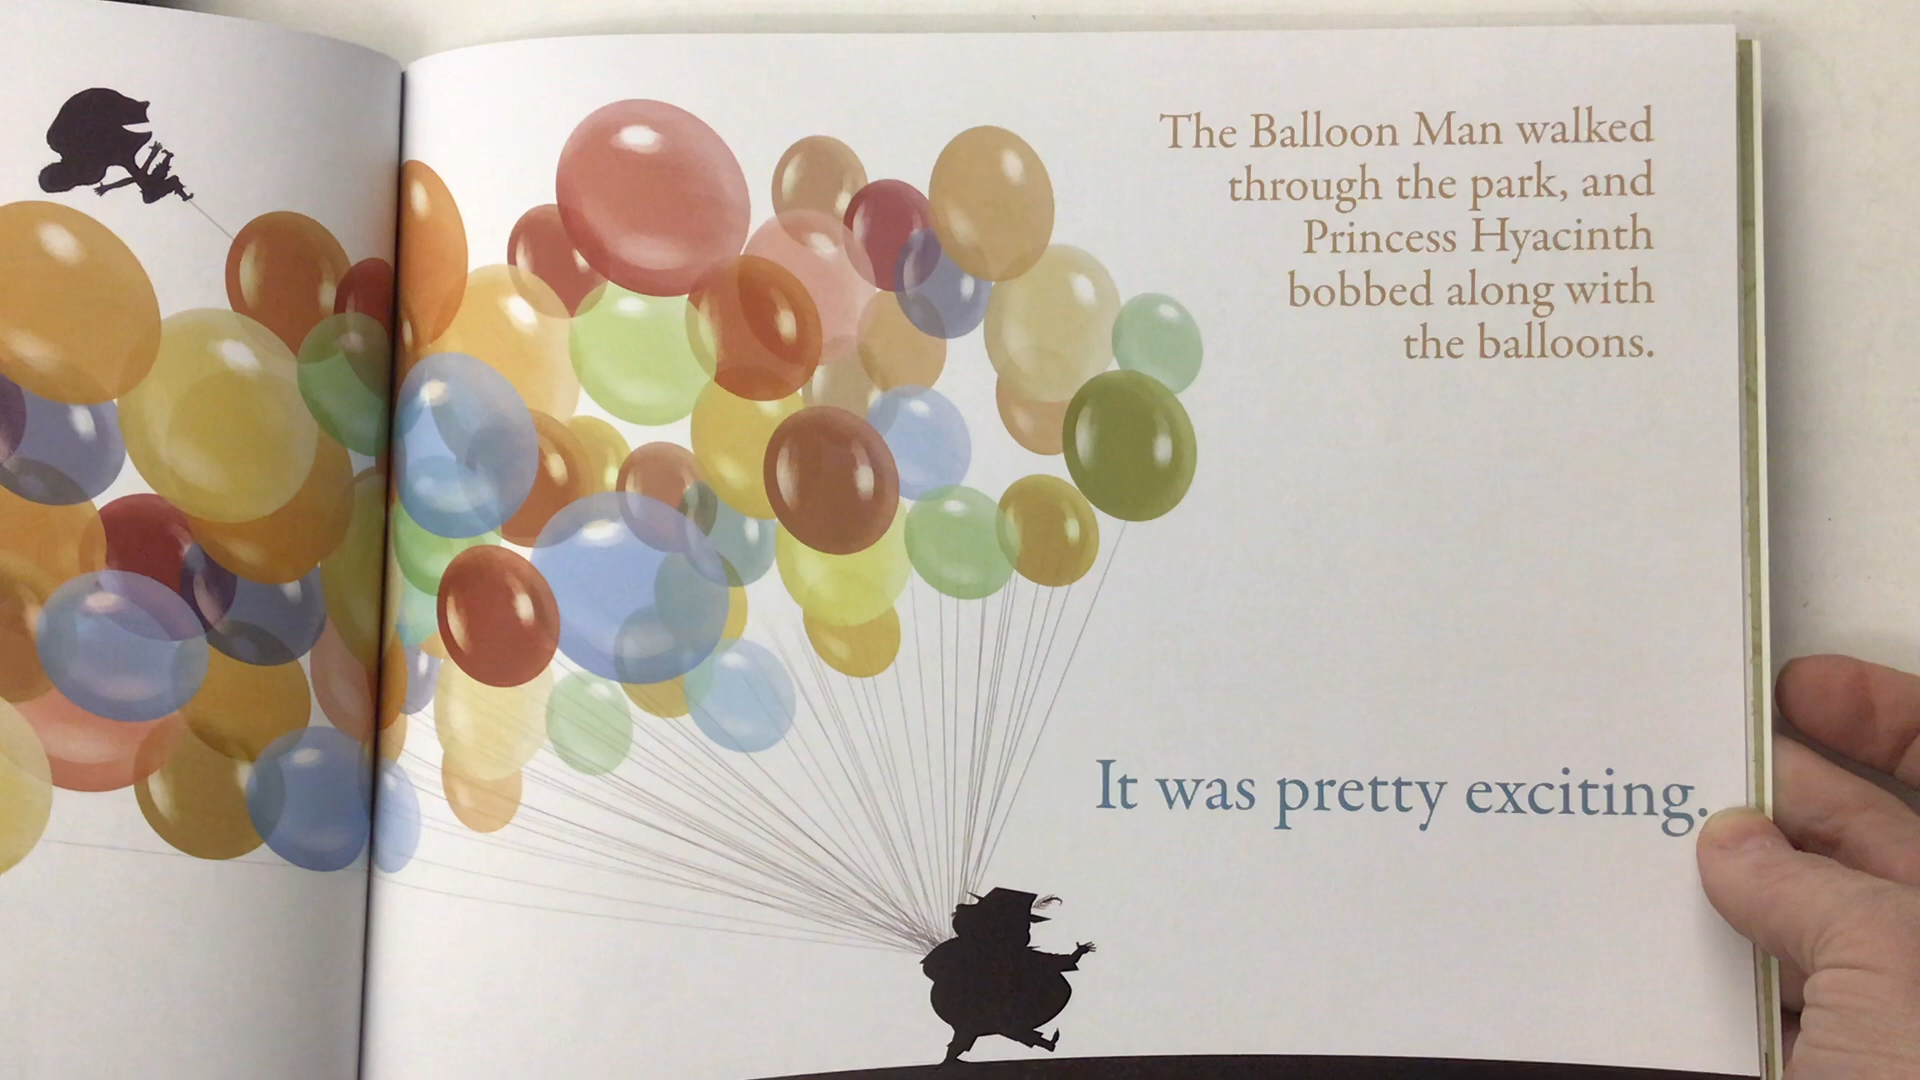 The Balloon Man walked
through the park, and
Princess Hyacinth
bobbed along with
the balloons.
It was pretty exciting.